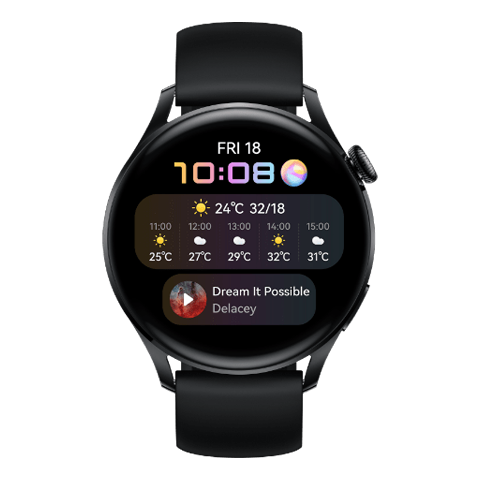 FRI 18
10:08
24℃ 32/18
11:00 12:00 13:00 14:00 15:00
25℃ 27℃ 29℃ 32℃ 31℃
Dream It Possible
Delacey